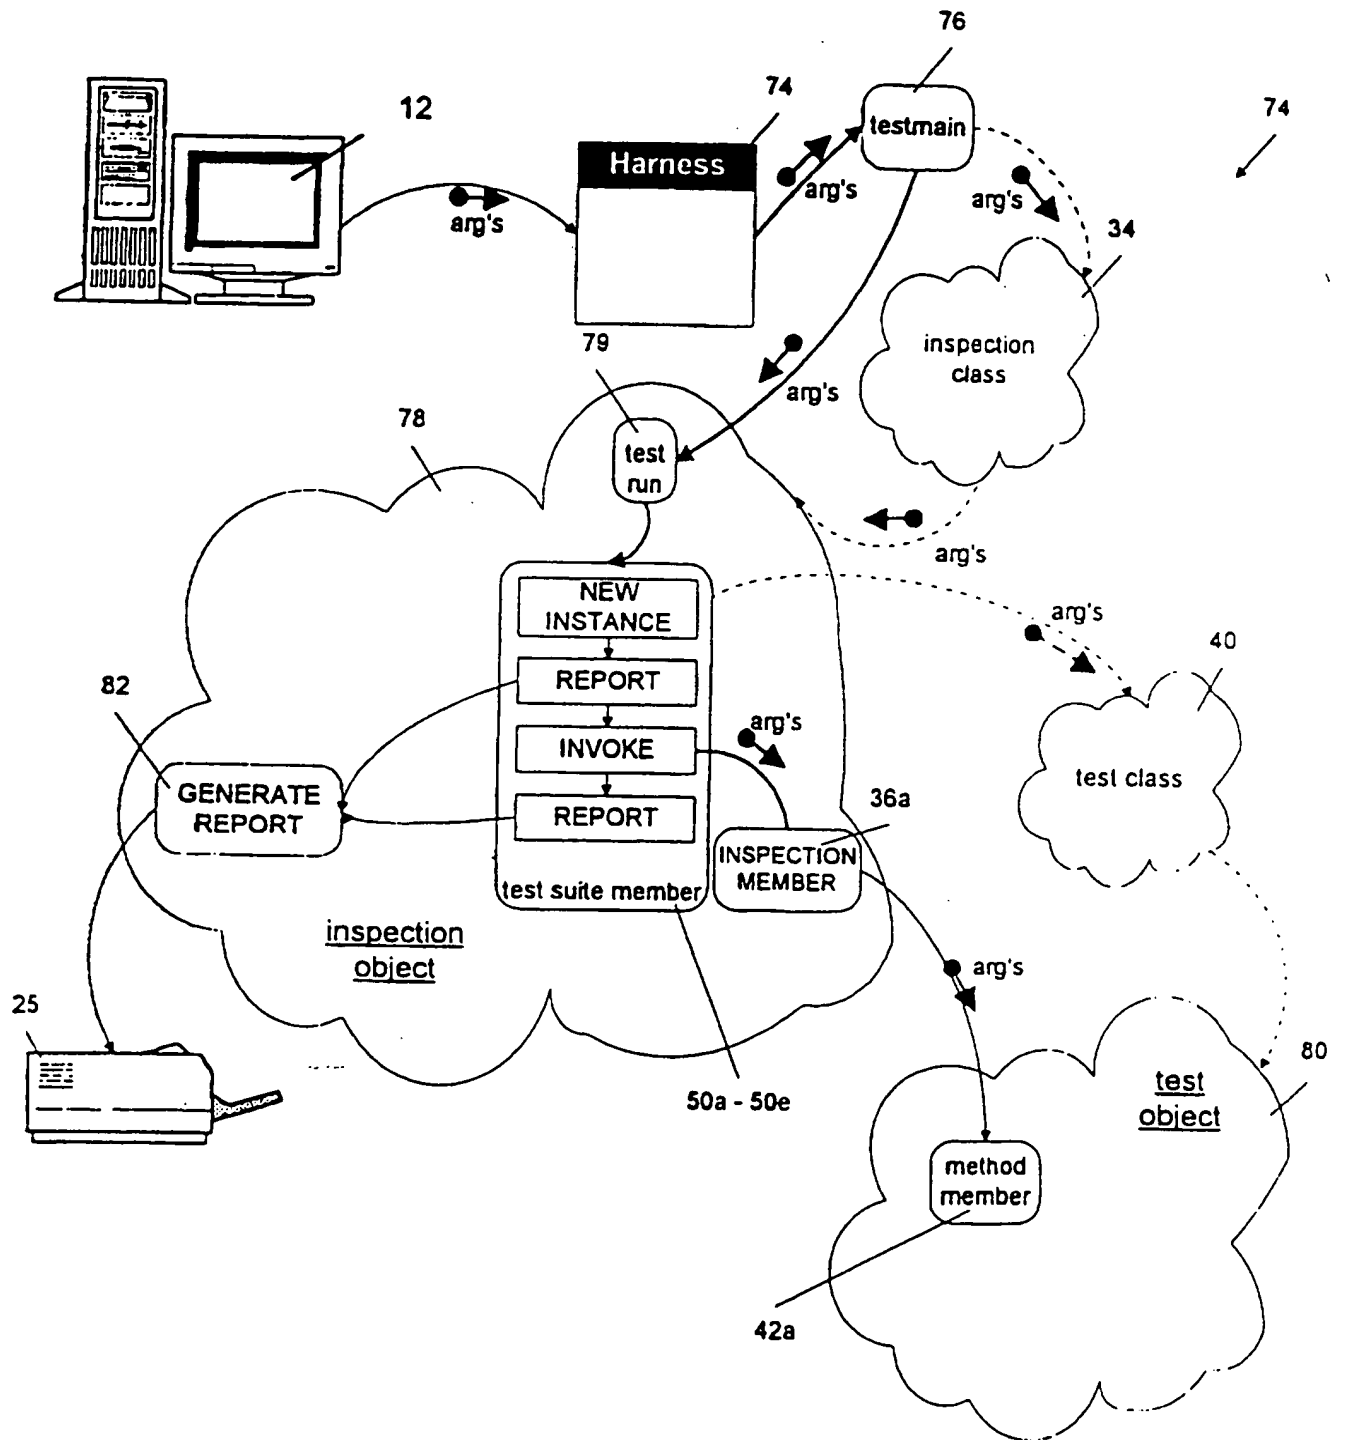 76
74
74
12
testmain
Harness
arg's
arg's
arg's
34
79
inspection
class
arg's
78
test
run
arg's
NEW
INSTANCE
arg's
40
82
REPORT
arg's
INVOKE
test class
GENERATE
REPORT
36a
REPORT
INSPECTION
MEMBER
test suite member
inspection
object
arg's
25
80
50a - 50e
test
object
method
member
42a